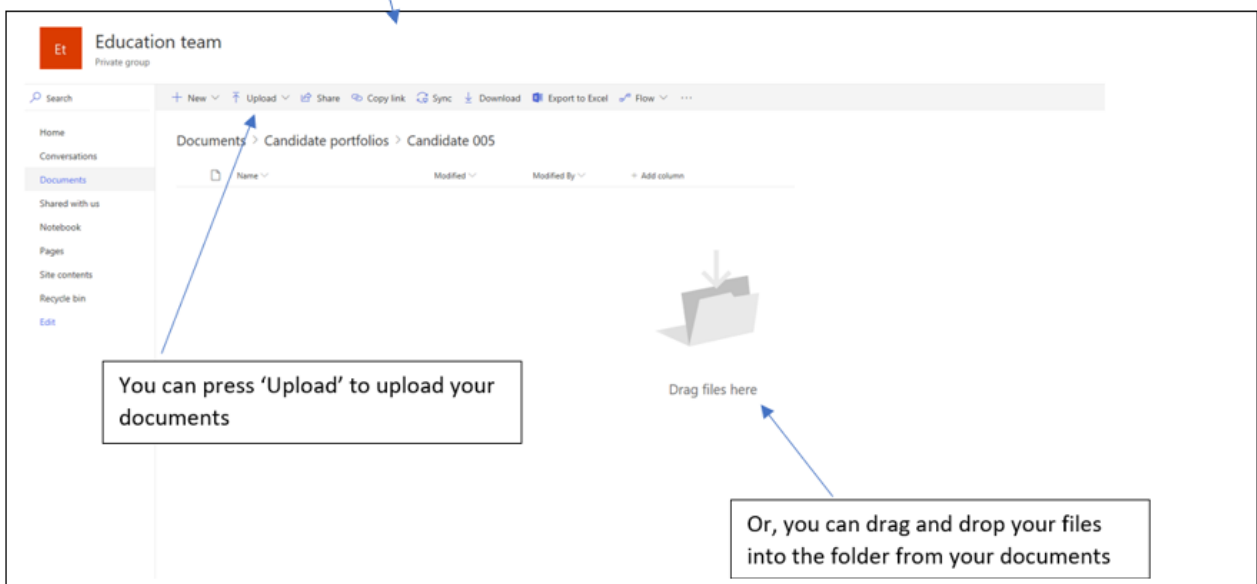 Et
Education team
Private group
Search
+ New Upload Share Copy link Sync Download Export to Excel Flow ...
Home
Conversations
Documents
Shared with us
Notebook
Pages
Site contents
Recycle bin
Edit
Documents > Candidate portfolios > Candidate 005
Name Modified Modified By + Add column
Drag files here
You can press ‘Upload’ to upload your
documents
Or, you can drag and drop your files
into the folder from your documents